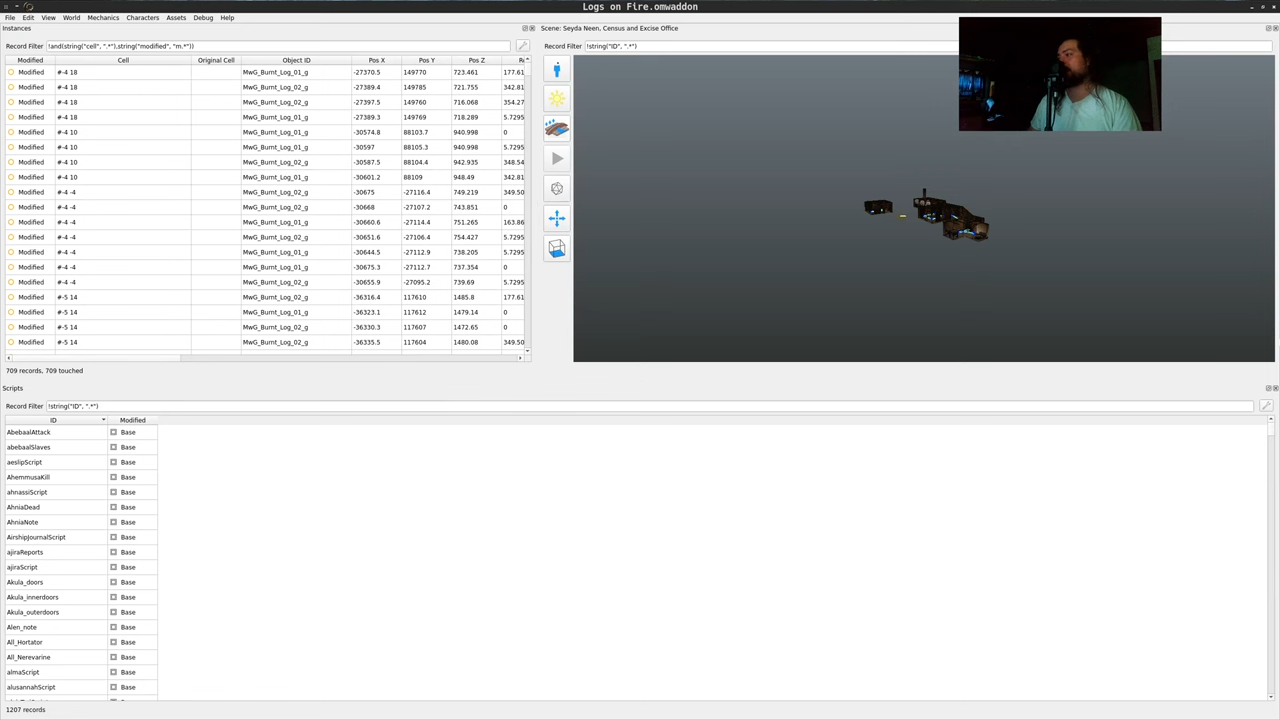 Logs on Fire.omwaddon
File Edit View World Mechanics Characters Assets Debug Help
Instances
Record Filter !and(string("cell", ".*"),string("modified", "m.*"))
Modified Cell Original Cell Object ID Pos X Pos Y Pos Z
Modified #-4 18 MwG_Burnt_Log_01_g -27370.5 149770 723.461 177.61
Modified #-4 18 MwG_Burnt_Log_02_g -27389.4 149785 721.755 342.81
Modified #-4 18 MwG_Burnt_Log_02_g -27397.5 149760 716.068 354.27
Modified #-4 18 MwG_Burnt_Log_02_g -27389.3 149769 718.289 5.7295
Modified #-4 10 MwG_Burnt_Log_01_g -30574.8 88103.7 940.998 0
Modified #-4 10 MwG_Burnt_Log_01_g -30597 88105.3 940.998 5.7295
Modified #-4 10 MwG_Burnt_Log_02_g -30587.5 88104.4 942.935 348.54
Modified #-4 10 MwG_Burnt_Log_01_g -30601.2 88109 948.49 342.81
Modified #-4 -4 MwG_Burnt_Log_02_g -30675 -27116.4 749.219 349.50
Modified #-4 -4 MwG_Burnt_Log_02_g -30668 -27107.2 743.851 0
Modified #-4 -4 MwG_Burnt_Log_02_g -30660.6 -27114.4 751.265 163.86
Modified #-4 -4 MwG_Burnt_Log_02_g -30651.6 -27106.4 754.427 5.7295
Modified #-4 -4 MwG_Burnt_Log_02_g -30644.5 -27112.9 738.205 5.7295
Modified #-4 -4 MwG_Burnt_Log_02_g -30675.3 -27112.7 737.354 0
Modified #-4 -4 MwG_Burnt_Log_02_g -30655.9 -27095.2 739.69 5.7295
Modified #-5 14 MwG_Burnt_Log_02_g -36316.4 117610 1485.8 177.61
Modified #-5 14 MwG_Burnt_Log_02_g -36323.1 117612 1479.14 0
Modified #-5 14 MwG_Burnt_Log_02_g -36330.3 117607 1472.65 0
Modified #-5 14 MwG_Burnt_Log_02_g -36335.5 117604 1480.08 349.50
709 records, 709 touched
Scene: Seyda Neen, Census and Excise Office
Record Filter !string("ID", ".*")
Scripts
Record Filter !string("ID", ".*")
ID Modified
AbebaalAttack Base
abebaalSlaves Base
aeslipScript Base
AhemmusaKill Base
ahnassiScript Base
AhniaDead Base
AhniaNote Base
AirshipJournalScript Base
ajiraReports Base
ajiraScript Base
Akula_doors Base
Akula_innerdoors Base
Akula_outerdoors Base
Alen_note Base
All_Hortator Base
All_Nerevarine Base
almaScript Base
alusannahScript Base
1207 records